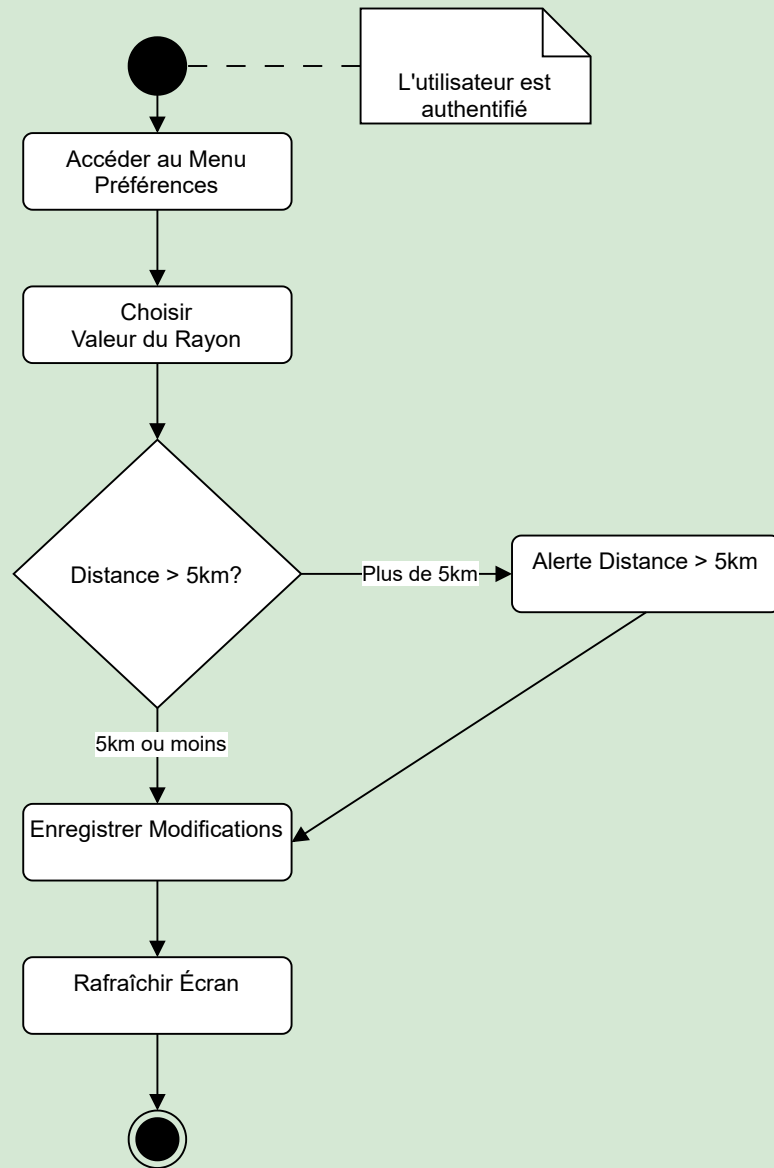 L'utilisateur est
authentifié
Accéder au Menu
Préférences
Choisir
Valeur du Rayon
Distance > 5km?
Plus de 5km
Alerte Distance > 5km
5km ou moins
Enregistrer Modifications
Rafraîchir Écran